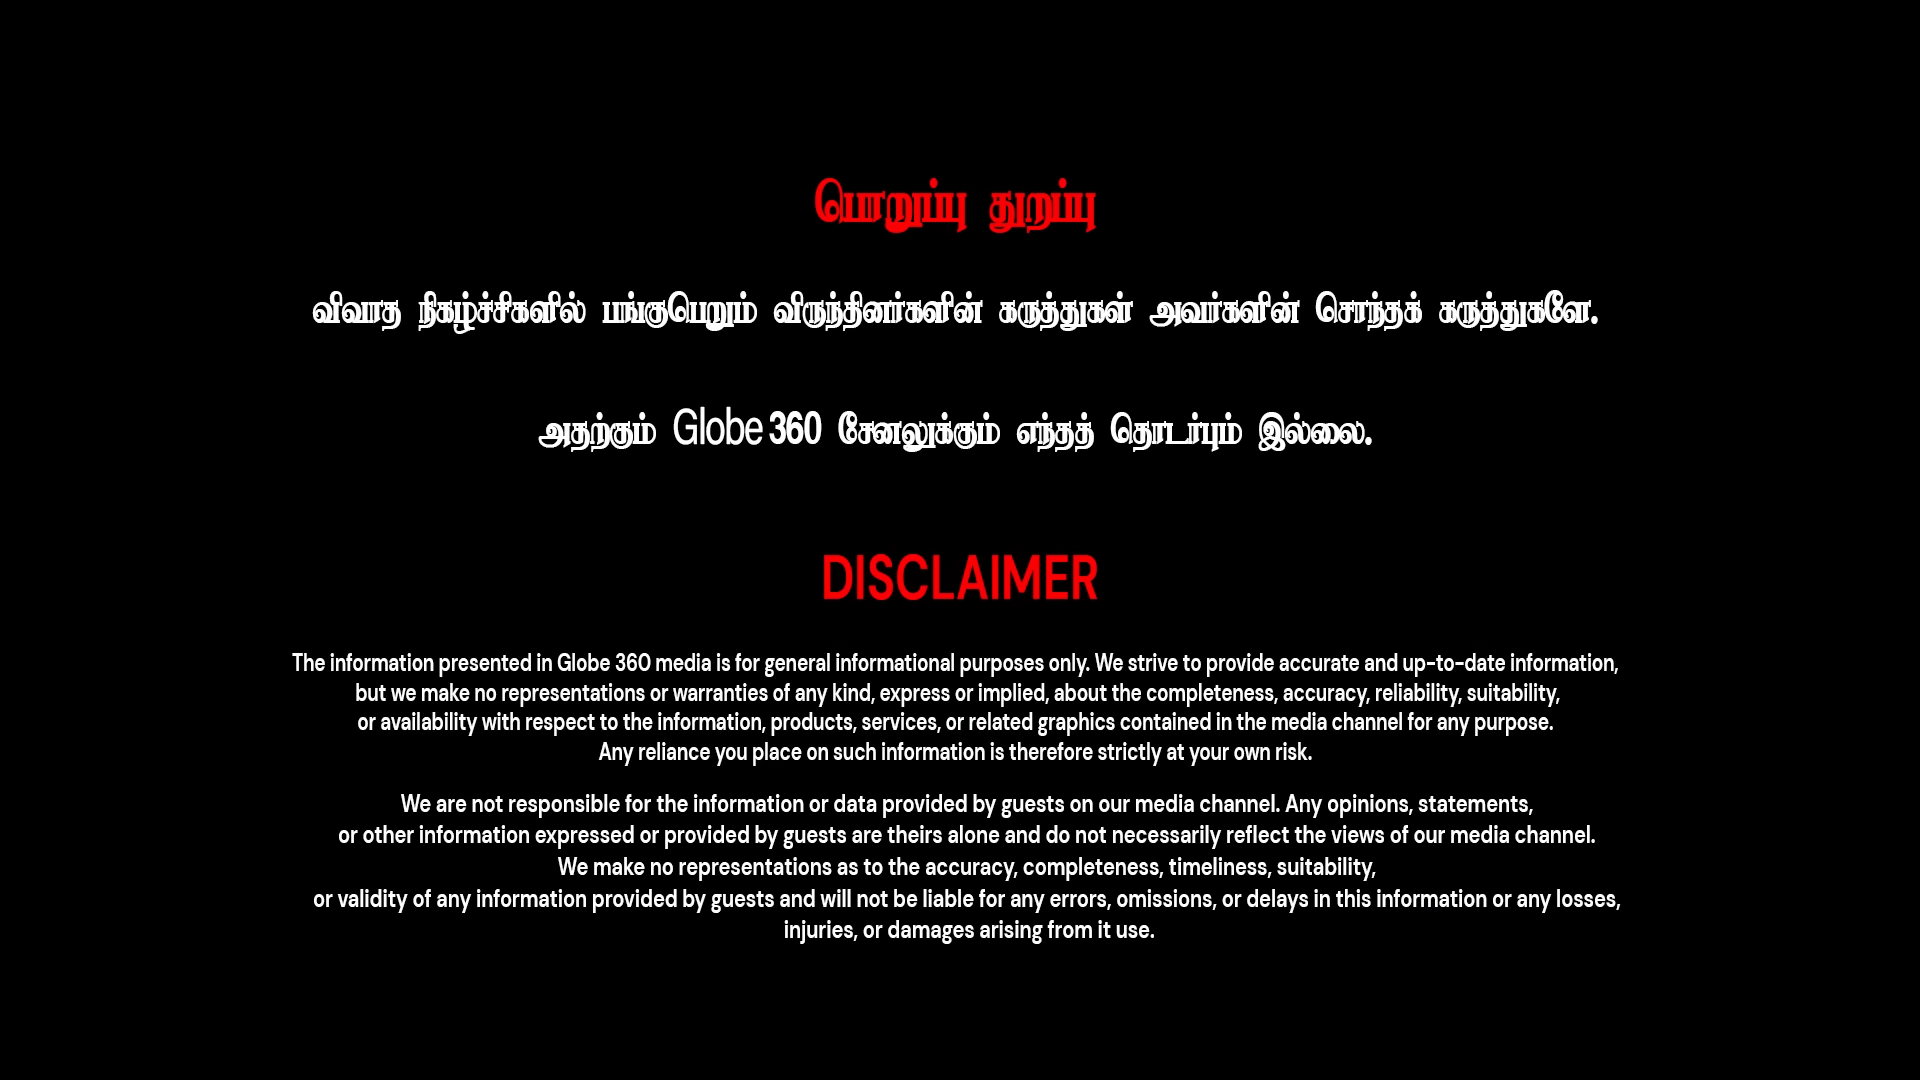 பொறுப்பு துறப்பு
விவாத நிகழ்ச்சிகளில் பங்குபெறும் விருந்தினர்களின் கருத்துகள் அவர்களின் சொந்தக் கருத்துகளே.
அதற்கும் Globe 360 சேனலுக்கும் எந்தத் தொடர்பும் இல்லை.
DISCLAIMER
The information presented in Globe 360 media is for general informational purposes only. We strive to provide accurate and up-to-date information,
but we make no representations or warranties of any kind, express or implied, about the completeness, accuracy, reliability, suitability,
or availability with respect to the information, products, services, or related graphics contained in the media channel for any purpose.
Any reliance you place on such information is therefore strictly at your own risk.
We are not responsible for the information or data provided by guests on our media channel. Any opinions, statements,
or other information expressed or provided by guests are theirs alone and do not necessarily reflect the views of our media channel.
We make no representations as to the accuracy, completeness, timeliness, suitability,
or validity of any information provided by guests and will not be liable for any errors, omissions, or delays in this information or any losses,
injuries, or damages arising from it use.